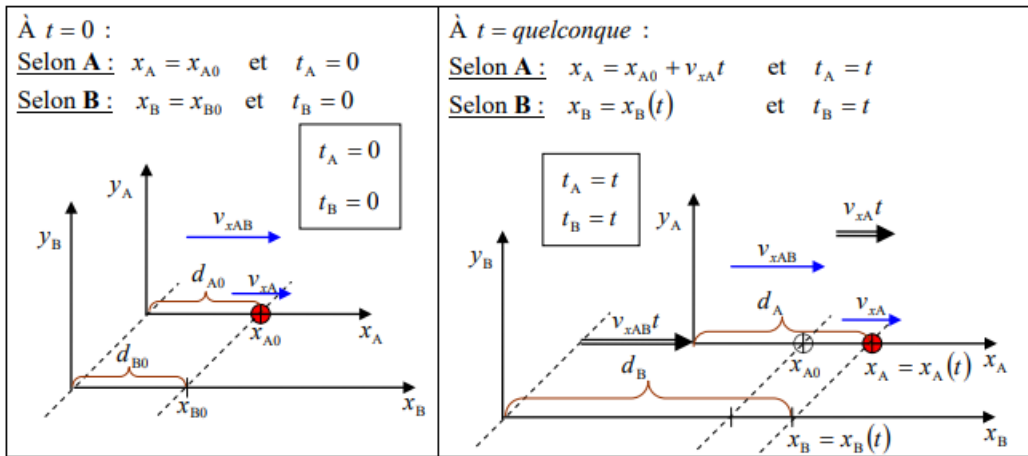 À t = 0 :
Selon A : x_A = x_A0 et t_A = 0
Selon B : x_B = x_B0 et t_B = 0
t_A = 0
t_B = 0
y_A
v_xAB
y_B
d_A0
v_xA
x_A0
x_A
d_B0
x_B0
x_B
À t = quelconque :
Selon A : x_A = x_A0 + v_xA t et t_A = t
Selon B : x_B = x_B(t) et t_B = t
t_A = t
t_B = t
y_A
v_xA t
y_B
v_xAB
d_A
v_xA
v_xAB t
d_B
x_A0
x_A = x_A(t)
x_A
x_B = x_B(t)
x_B